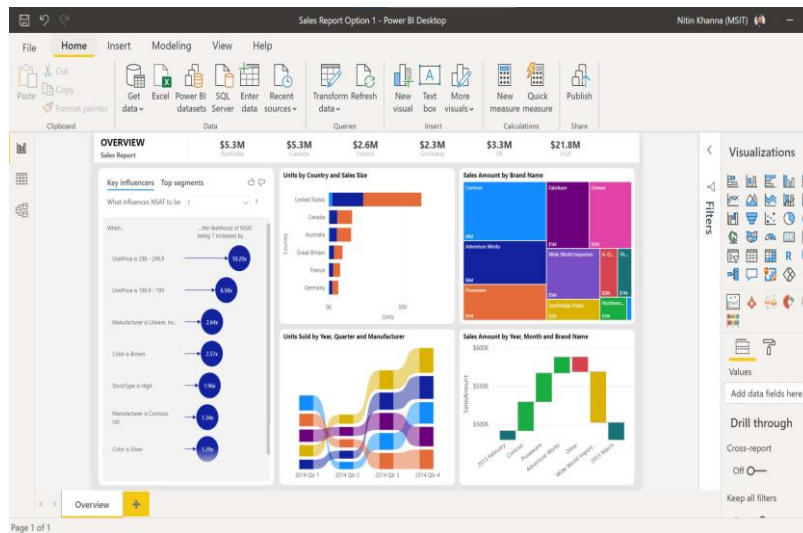 Sales Report Option 1 - Power BI Desktop
Nitin Khanna (MSIT)
File Home Insert Modeling View Help
Cut
Copy
Format painter
Paste
Get data
Excel
Power BI datasets
SQL Server
Enter data
Recent sources
Transform data
Refresh
New visual
Text box
More visuals
New measure
Quick measure
Publish
Clipboard Data Queries Insert Calculations Share
OVERVIEW
Sales Report
$5.3M $5.3M $2.6M $2.3M $3.3M $21.8M
Australia Canada France Germany UK USA
Key influencers Top segments
What influences NSAT to be 7 ?
When...
...the likelihood of NSAT
being 7 increases by
10.20x
6.58x
Manufacturer is Litware, Inc.
2.64x
Color is Brown
2.57x
StockType is High
1.96x
Manufacturer is Contoso,
Ltd
1.34x
Color is Silver
1.29x
Units by Country and Sales Size
Country
United States
Canada
Australia
Great Britain
France
Germany
0K 50K
Units
Sales Amount by Brand Name
Contoso
Fabrikam
Litware
Adventure Works
Wide World Importers
A. D...
Proseware
Southridge Video
Northwin...
Units Sold by Year, Quarter and Manufacturer
2014 Qtr 1 2014 Qtr 2 2014 Qtr 3 2014 Qtr 4
Sales Amount by Year, Month and Brand Name
SalesAmount
$600K
$550K
$500K
2013 February
Contoso
Proseware
Adventure Works
Other
Wide World Import...
2013 March
Filters
Visualizations
R
Values
Add data fields here
Drill through
Cross-report
Off
Keep all filters
Overview
+
Page 1 of 1